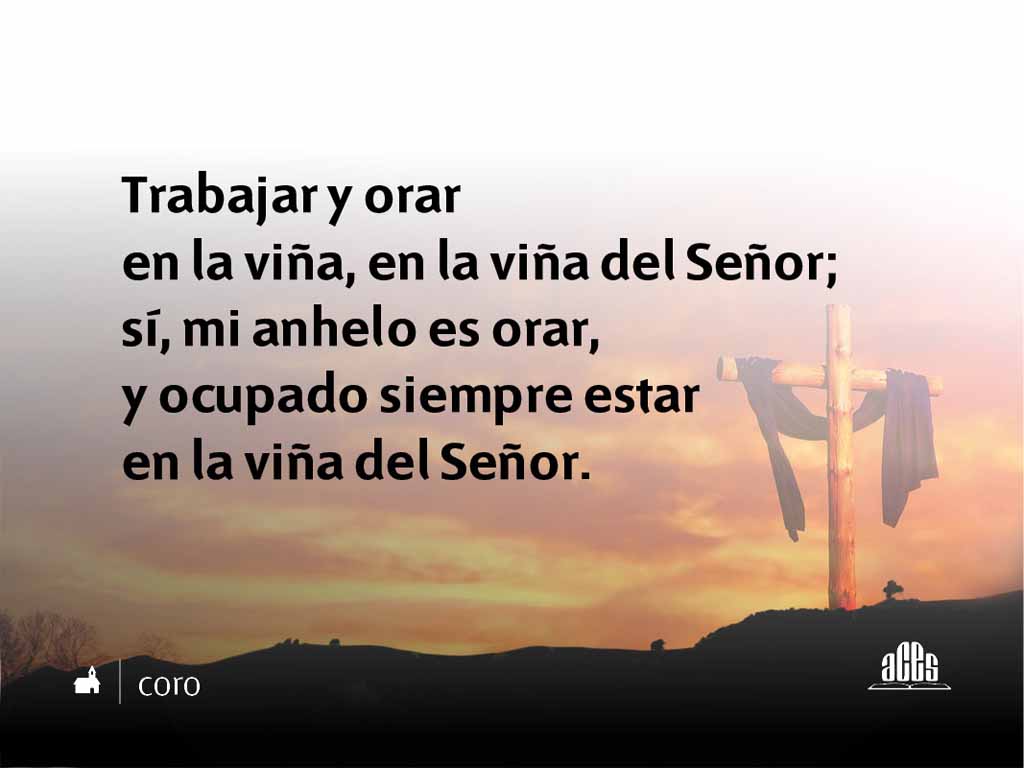 Trabajar y orar
en la viña, en la viña del Señor;
sí, mi anhelo es orar,
y ocupado siempre estar
en la viña del Señor.
coro
aces